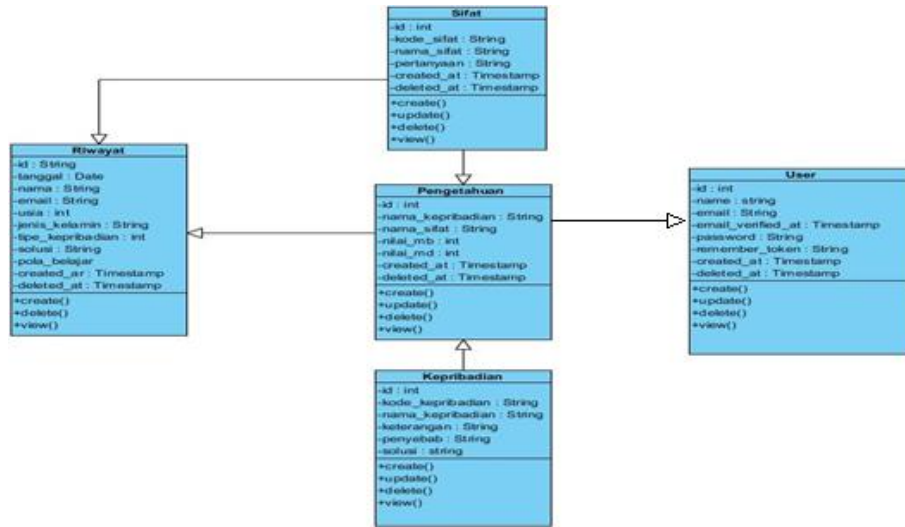 Sifat
-id : int
-kode_sifat : String
-nama_sifat : String
-pertanyaan : String
-created_at : Timestamp
-deleted_at : Timestamp
+create()
+update()
+delete()
+view()
Riwayat
-id : String
-tanggal : Date
-nama : String
-email : String
-usia : int
-jenis_kelamin : String
-tipe_kepribadian : int
-solusi : String
-pola_belajar
-created_ar : Timestamp
-deleted_at : Timestamp
+create()
+delete()
+view()
Pengetahuan
-id : int
-nama_kepribadian : String
-nama_sifat : String
-nilai_mb : int
-nilai_md : int
-created_at : Timestamp
-deleted_at : Timestamp
+create()
+update()
+delete()
+view()
User
-id : int
-name : string
-email : String
-email_verified_at : Timestamp
-password : String
-remember_token : String
-created_at : Timestamp
-deleted_at : Timestamp
+create()
+update()
+delete()
+view()
Kepribadian
-id : int
-kode_kepribadian : String
-nama_kepribadian : String
-keterangan : String
-penyebab : String
-solusi : string
+create()
+update()
+delete()
+view()